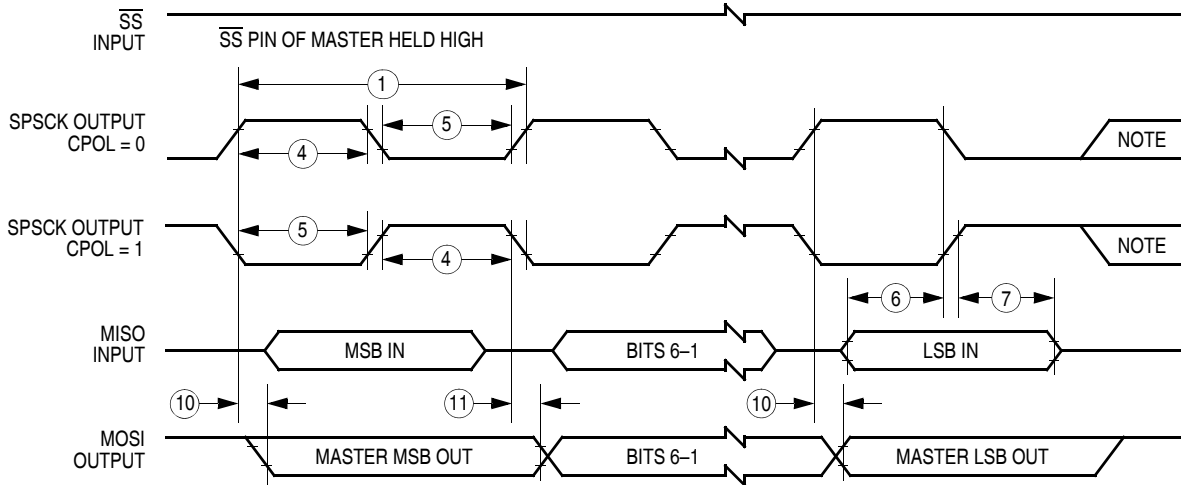 SS
INPUT
SS PIN OF MASTER HELD HIGH
1
SPSCK OUTPUT
CPOL = 0
5
4
NOTE
SPSCK OUTPUT
CPOL = 1
5
4
NOTE
6
7
MISO
INPUT
MSB IN
BITS 6–1
LSB IN
10
11
10
MOSI
OUTPUT
MASTER MSB OUT
BITS 6–1
MASTER LSB OUT